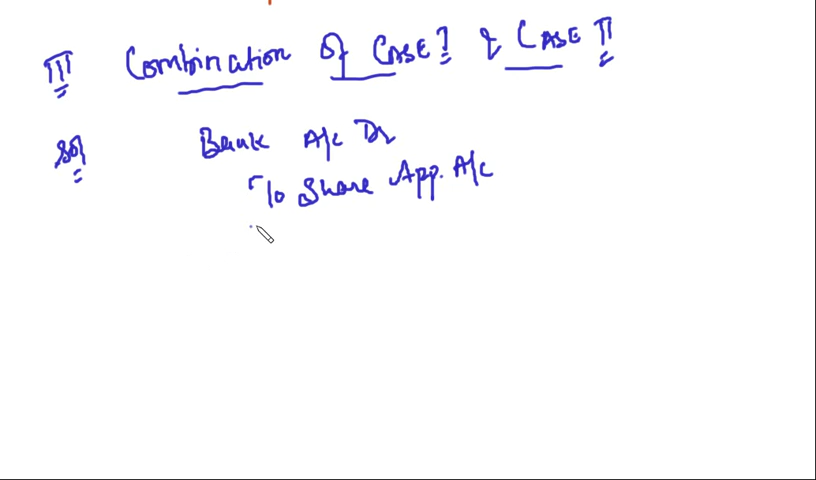 III Combination Of CASE I & CASE II
Sol Bank A/c Dr
To Share App. A/c